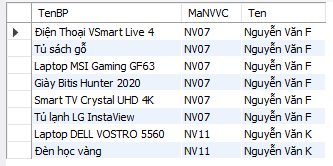 TenBP MaNVVC Ten
Điện Thoại VSmart Live 4 NV07 Nguyễn Văn F
Tủ sách gỗ NV07 Nguyễn Văn F
Laptop MSI Gaming GF63 NV07 Nguyễn Văn F
Giày Bitis Hunter 2020 NV07 Nguyễn Văn F
Smart TV Crystal UHD 4K NV07 Nguyễn Văn F
Tủ lạnh LG InstaView NV07 Nguyễn Văn F
Laptop DELL VOSTRO 5560 NV11 Nguyễn Văn K
Đèn học vàng NV11 Nguyễn Văn K